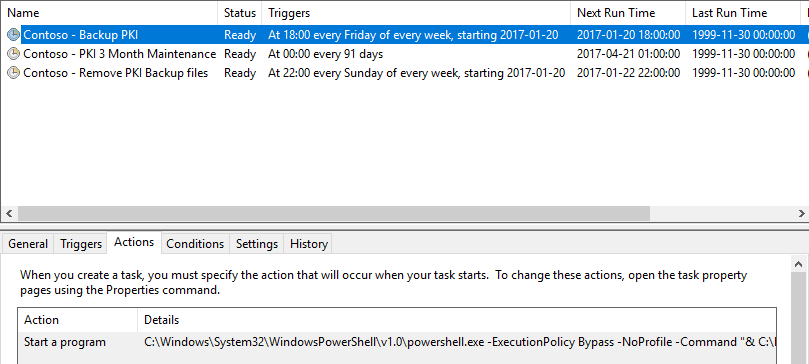 Name Status Triggers Next Run Time Last Run Time
Contoso - Backup PKI Ready At 18:00 every Friday of every week, starting 2017-01-20 2017-01-20 18:00:00 1999-11-30 00:00:00
Contoso - PKI 3 Month Maintenance Ready At 00:00 every 91 days 2017-04-21 01:00:00 1999-11-30 00:00:00
Contoso - Remove PKI Backup files Ready At 22:00 every Sunday of every week, starting 2017-01-20 2017-01-22 22:00:00 1999-11-30 00:00:00
General Triggers Actions Conditions Settings History
When you create a task, you must specify the action that will occur when your task starts. To change these actions, open the task property
pages using the Properties command.
Action Details
Start a program C:\Windows\System32\WindowsPowerShell\v1.0\powershell.exe -ExecutionPolicy Bypass -NoProfile -Command "& C:\